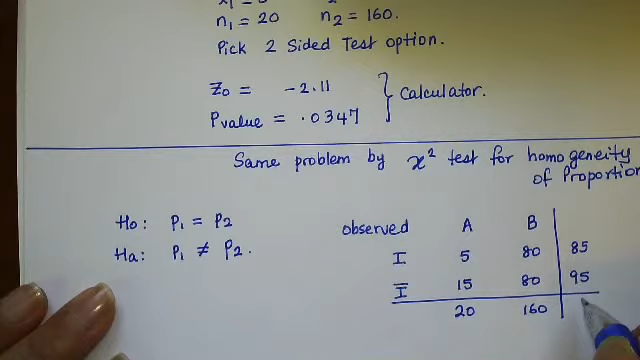 n₁ = 20 n₂ = 160.
Pick 2 Sided Test option.
Z₀ = -2.11
Pvalue = .0347
} Calculator.
Same problem by x² test for homogeneity
of Proportion
Ho: P₁ = P₂
Ha: P₁ ≠ P₂.
observed A B
I 5 80 85
Ī 15 80 95
20 160